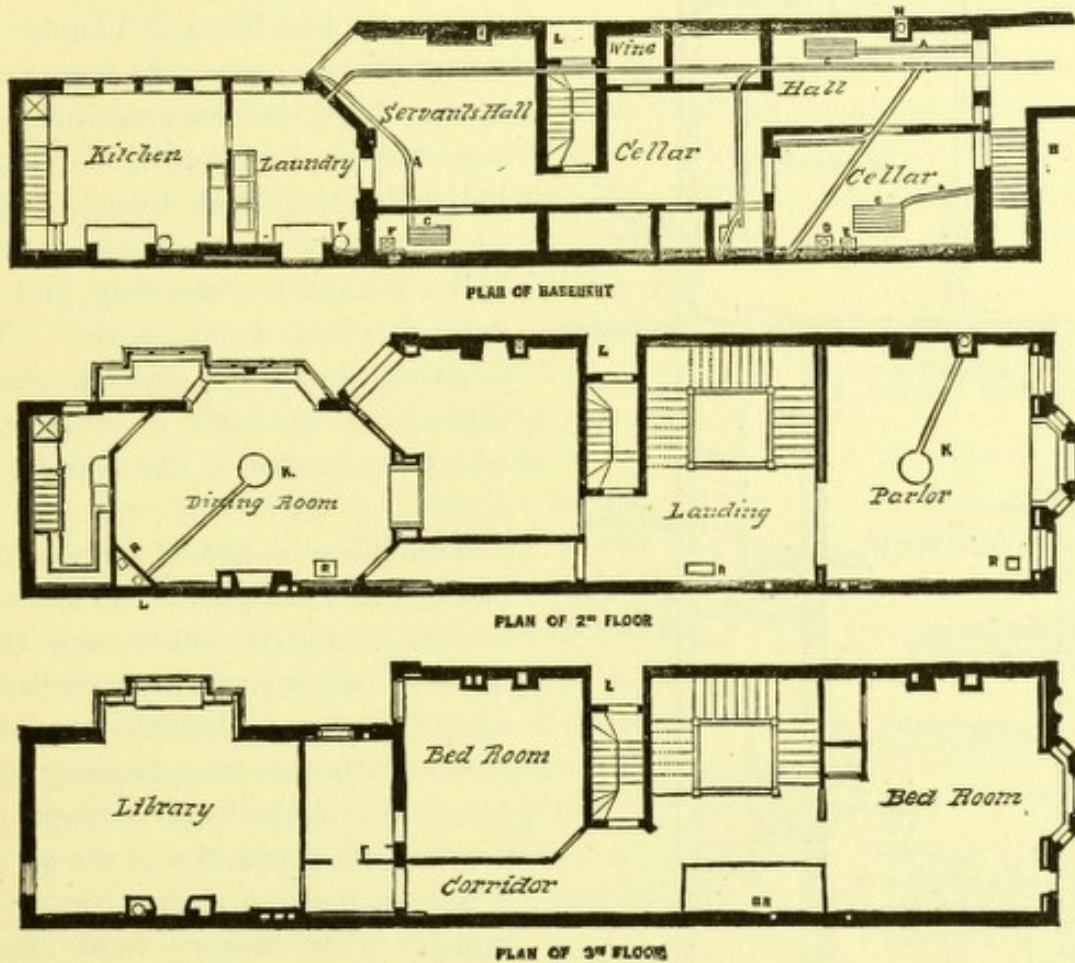 Kitchen
Laundry
Servants Hall
L
Wine
Cellar
Hall
Cellar
H
A
A
C
F
F
B
PLAN OF BASEMENT
L
Dining Room
K
R
L
Landing
Parlor
K
R
PLAN OF 2ND FLOOR
Library
Bed Room
L
Corridor
Bed Room
PLAN OF 3RD FLOOR